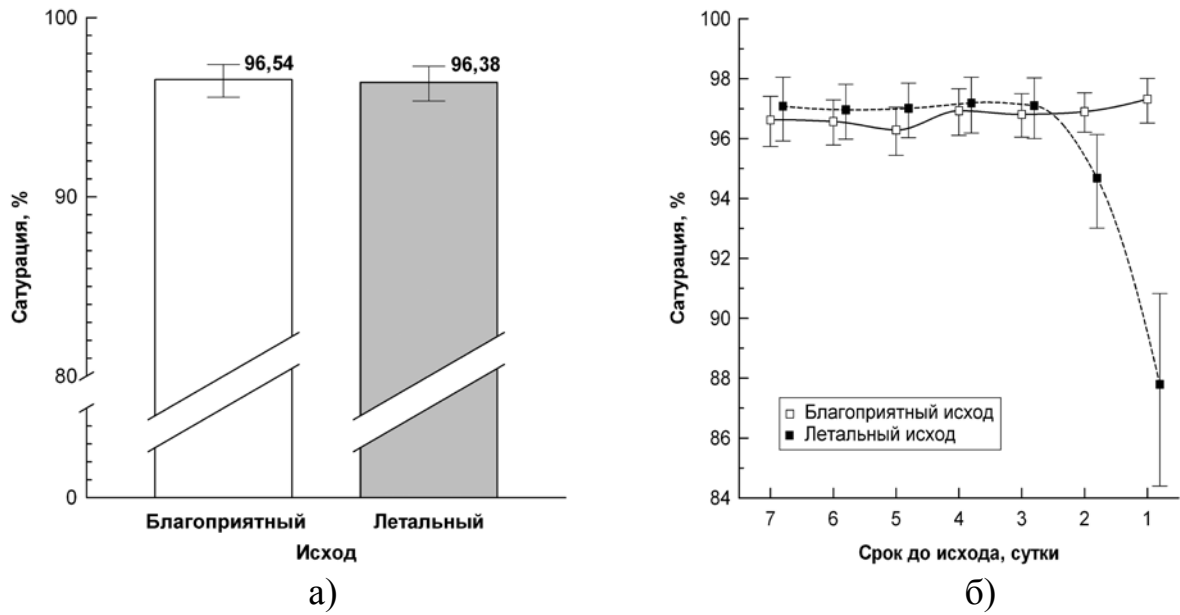 100
90
80
0
Сатурация, %
96,54
96,38
Благоприятный
Летальный
Исход
а)
100
98
96
94
92
90
88
86
84
Сатурация, %
Благоприятный исход
Летальный исход
7
6
5
4
3
2
1
Срок до исхода, сутки
б)